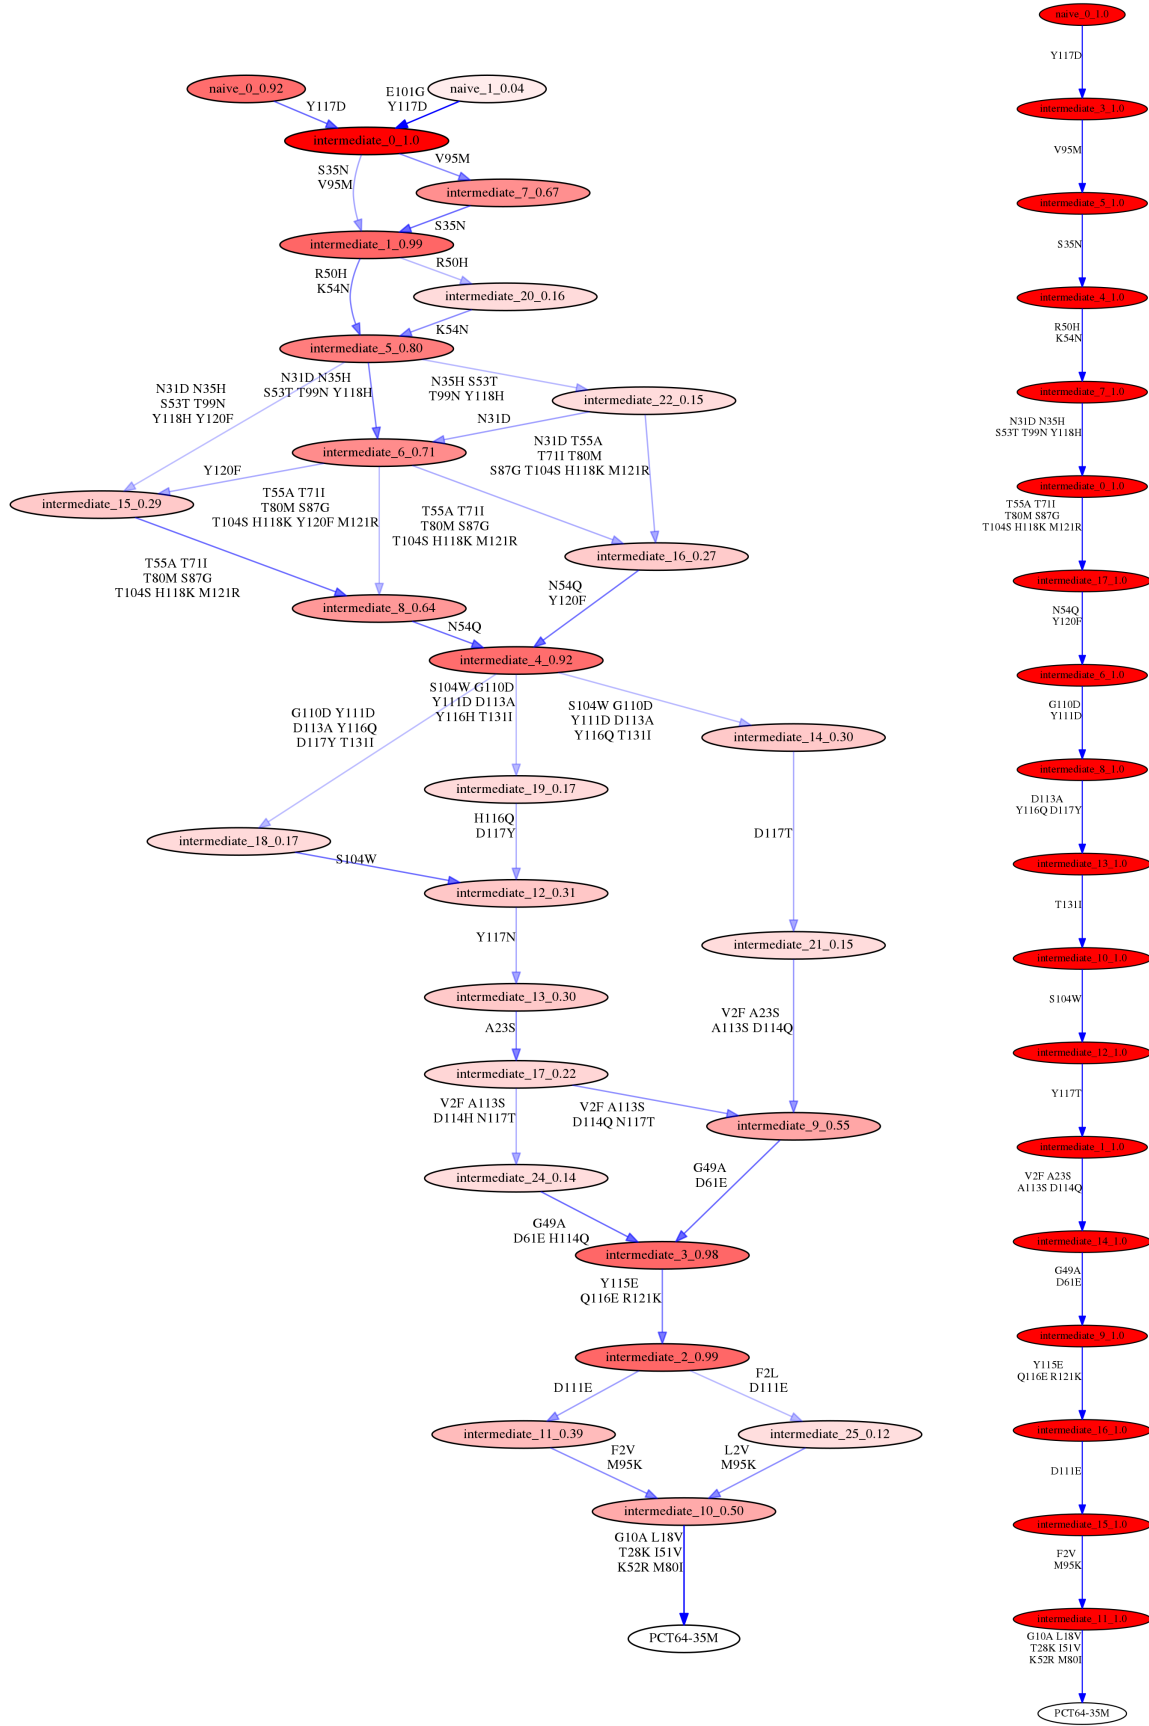 naive_0_0.92
naive_1_0.04
Y117D
E101G
Y117D
intermediate_0_1.0
S35N
V95M
V95M
intermediate_7_0.67
S35N
intermediate_1_0.99
R50H
K54N
R50H
intermediate_20_0.16
K54N
intermediate_5_0.80
N31D N35H
S53T T99N
Y118H Y120F
N31D N35H
S53T T99N Y118H
N35H S53T
T99N Y118H
intermediate_22_0.15
N31D
intermediate_6_0.71
N31D T55A
T71I T80M
S87G T104S H118K M121R
Y120F
intermediate_15_0.29
T55A T71I
T80M S87G
T104S H118K Y120F M121R
T55A T71I
T80M S87G
T104S H118K M121R
intermediate_16_0.27
T55A T71I
T80M S87G
T104S H118K M121R
N54Q
Y120F
intermediate_8_0.64
N54Q
intermediate_4_0.92
G110D Y111D
D113A Y116Q
D117Y T131I
S104W G110D
Y111D D113A
Y116H T131I
S104W G110D
Y111D D113A
Y116Q T131I
intermediate_14_0.30
intermediate_19_0.17
H116Q
D117Y
D117T
intermediate_18_0.17
S104W
intermediate_12_0.31
Y117N
intermediate_21_0.15
intermediate_13_0.30
A23S
V2F A23S
A113S D114Q
intermediate_17_0.22
V2F A113S
D114H N117T
V2F A113S
D114Q N117T
intermediate_9_0.55
intermediate_24_0.14
G49A
D61E
G49A
D61E H114Q
intermediate_3_0.98
Y115E
Q116E R121K
intermediate_2_0.99
D111E
F2L
D111E
intermediate_11_0.39
intermediate_25_0.12
F2V
M95K
L2V
M95K
intermediate_10_0.50
G10A L18V
T28K I51V
K52R M80I
PCT64-35M
naive_0_1.0
Y117D
intermediate_3_1.0
V95M
intermediate_5_1.0
S35N
intermediate_4_1.0
R50H
K54N
intermediate_7_1.0
N31D N35H
S53T T99N Y118H
intermediate_0_1.0
T55A T71I
T80M S87G
T104S H118K M121R
intermediate_17_1.0
N54Q
Y120F
intermediate_6_1.0
G110D
Y111D
intermediate_8_1.0
D113A
Y116Q D117Y
intermediate_13_1.0
T131I
intermediate_10_1.0
S104W
intermediate_12_1.0
Y117T
intermediate_1_1.0
V2F A23S
A113S D114Q
intermediate_14_1.0
G49A
D61E
intermediate_9_1.0
Y115E
Q116E R121K
intermediate_16_1.0
D111E
intermediate_15_1.0
F2V
M95K
intermediate_11_1.0
G10A L18V
T28K I51V
K52R M80I
PCT64-35M